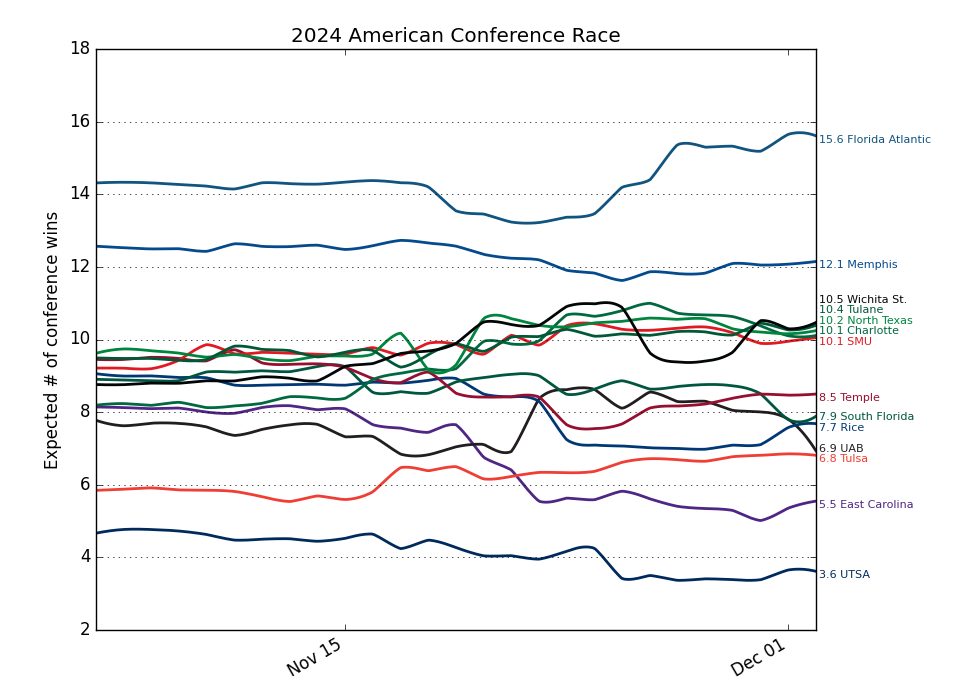 2024 American Conference Race
Expected # of conference wins
18
16
14
12
10
8
6
4
2
Nov 15
Dec 01
15.6 Florida Atlantic
12.1 Memphis
10.5 Wichita St.
10.4 Tulane
10.2 North Texas
10.1 Charlotte
9.9 SMU
8.5 Temple
7.9 South Florida
7.7 Rice
6.9 UAB
6.8 Tulsa
5.5 East Carolina
3.6 UTSA